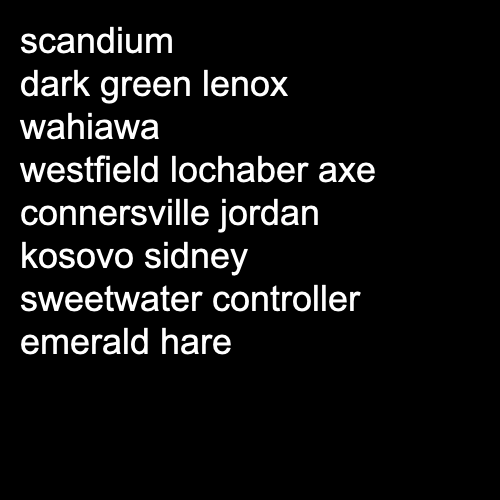 scandium
dark green lenox
wahiawa
westfield lochaber axe
connersville jordan
kosovo sidney
sweetwater controller
emerald hare